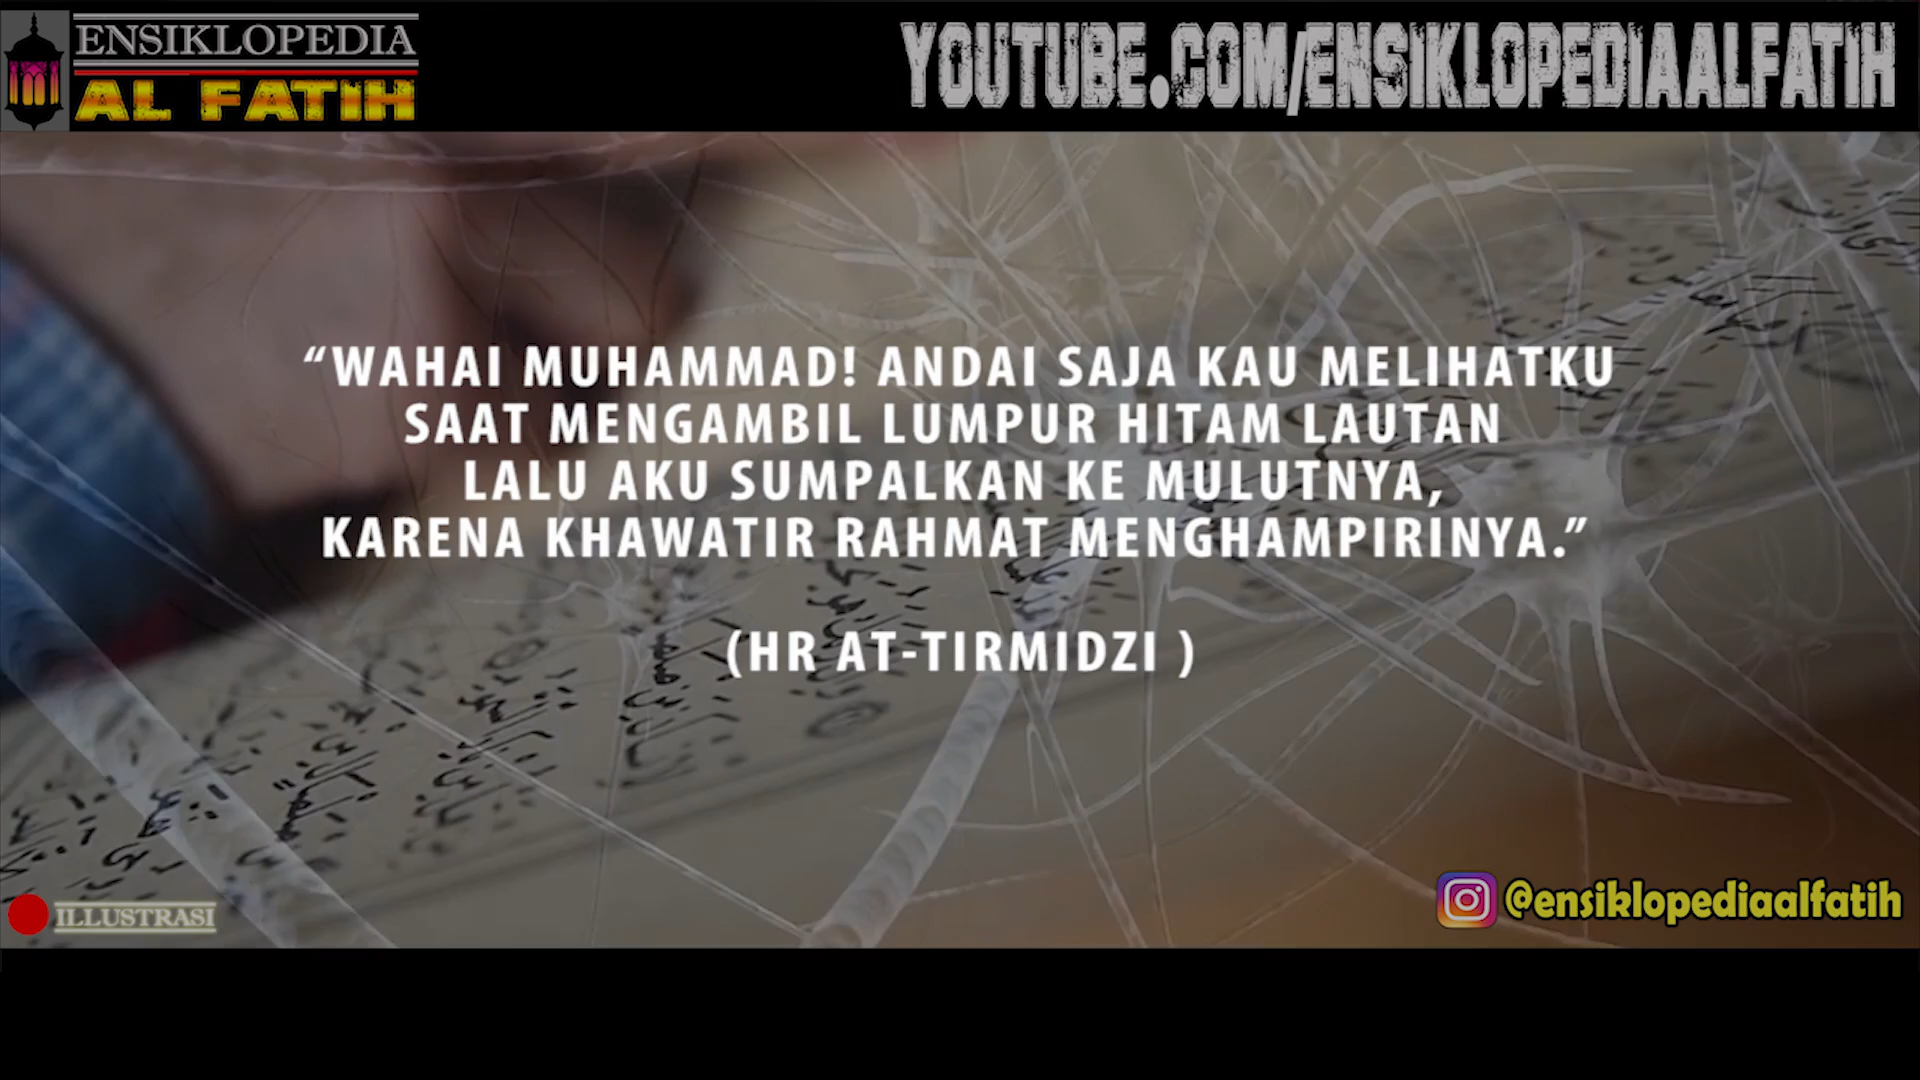 ENSIKLOPEDIA
AL FATIH
YOUTUBE.COM/ENSIKLOPEDIAALFATIH
“WAHAI MUHAMMAD! ANDAI SAJA KAU MELIHATKU
SAAT MENGAMBIL LUMPUR HITAM LAUTAN
LALU AKU SUMPALKAN KE MULUTNYA,
KARENA KHAWATIR RAHMAT MENGHAMPIRINYA.”
(HR AT-TIRMIDZI )
ILLUSTRASI
@ensiklopediaalfatih